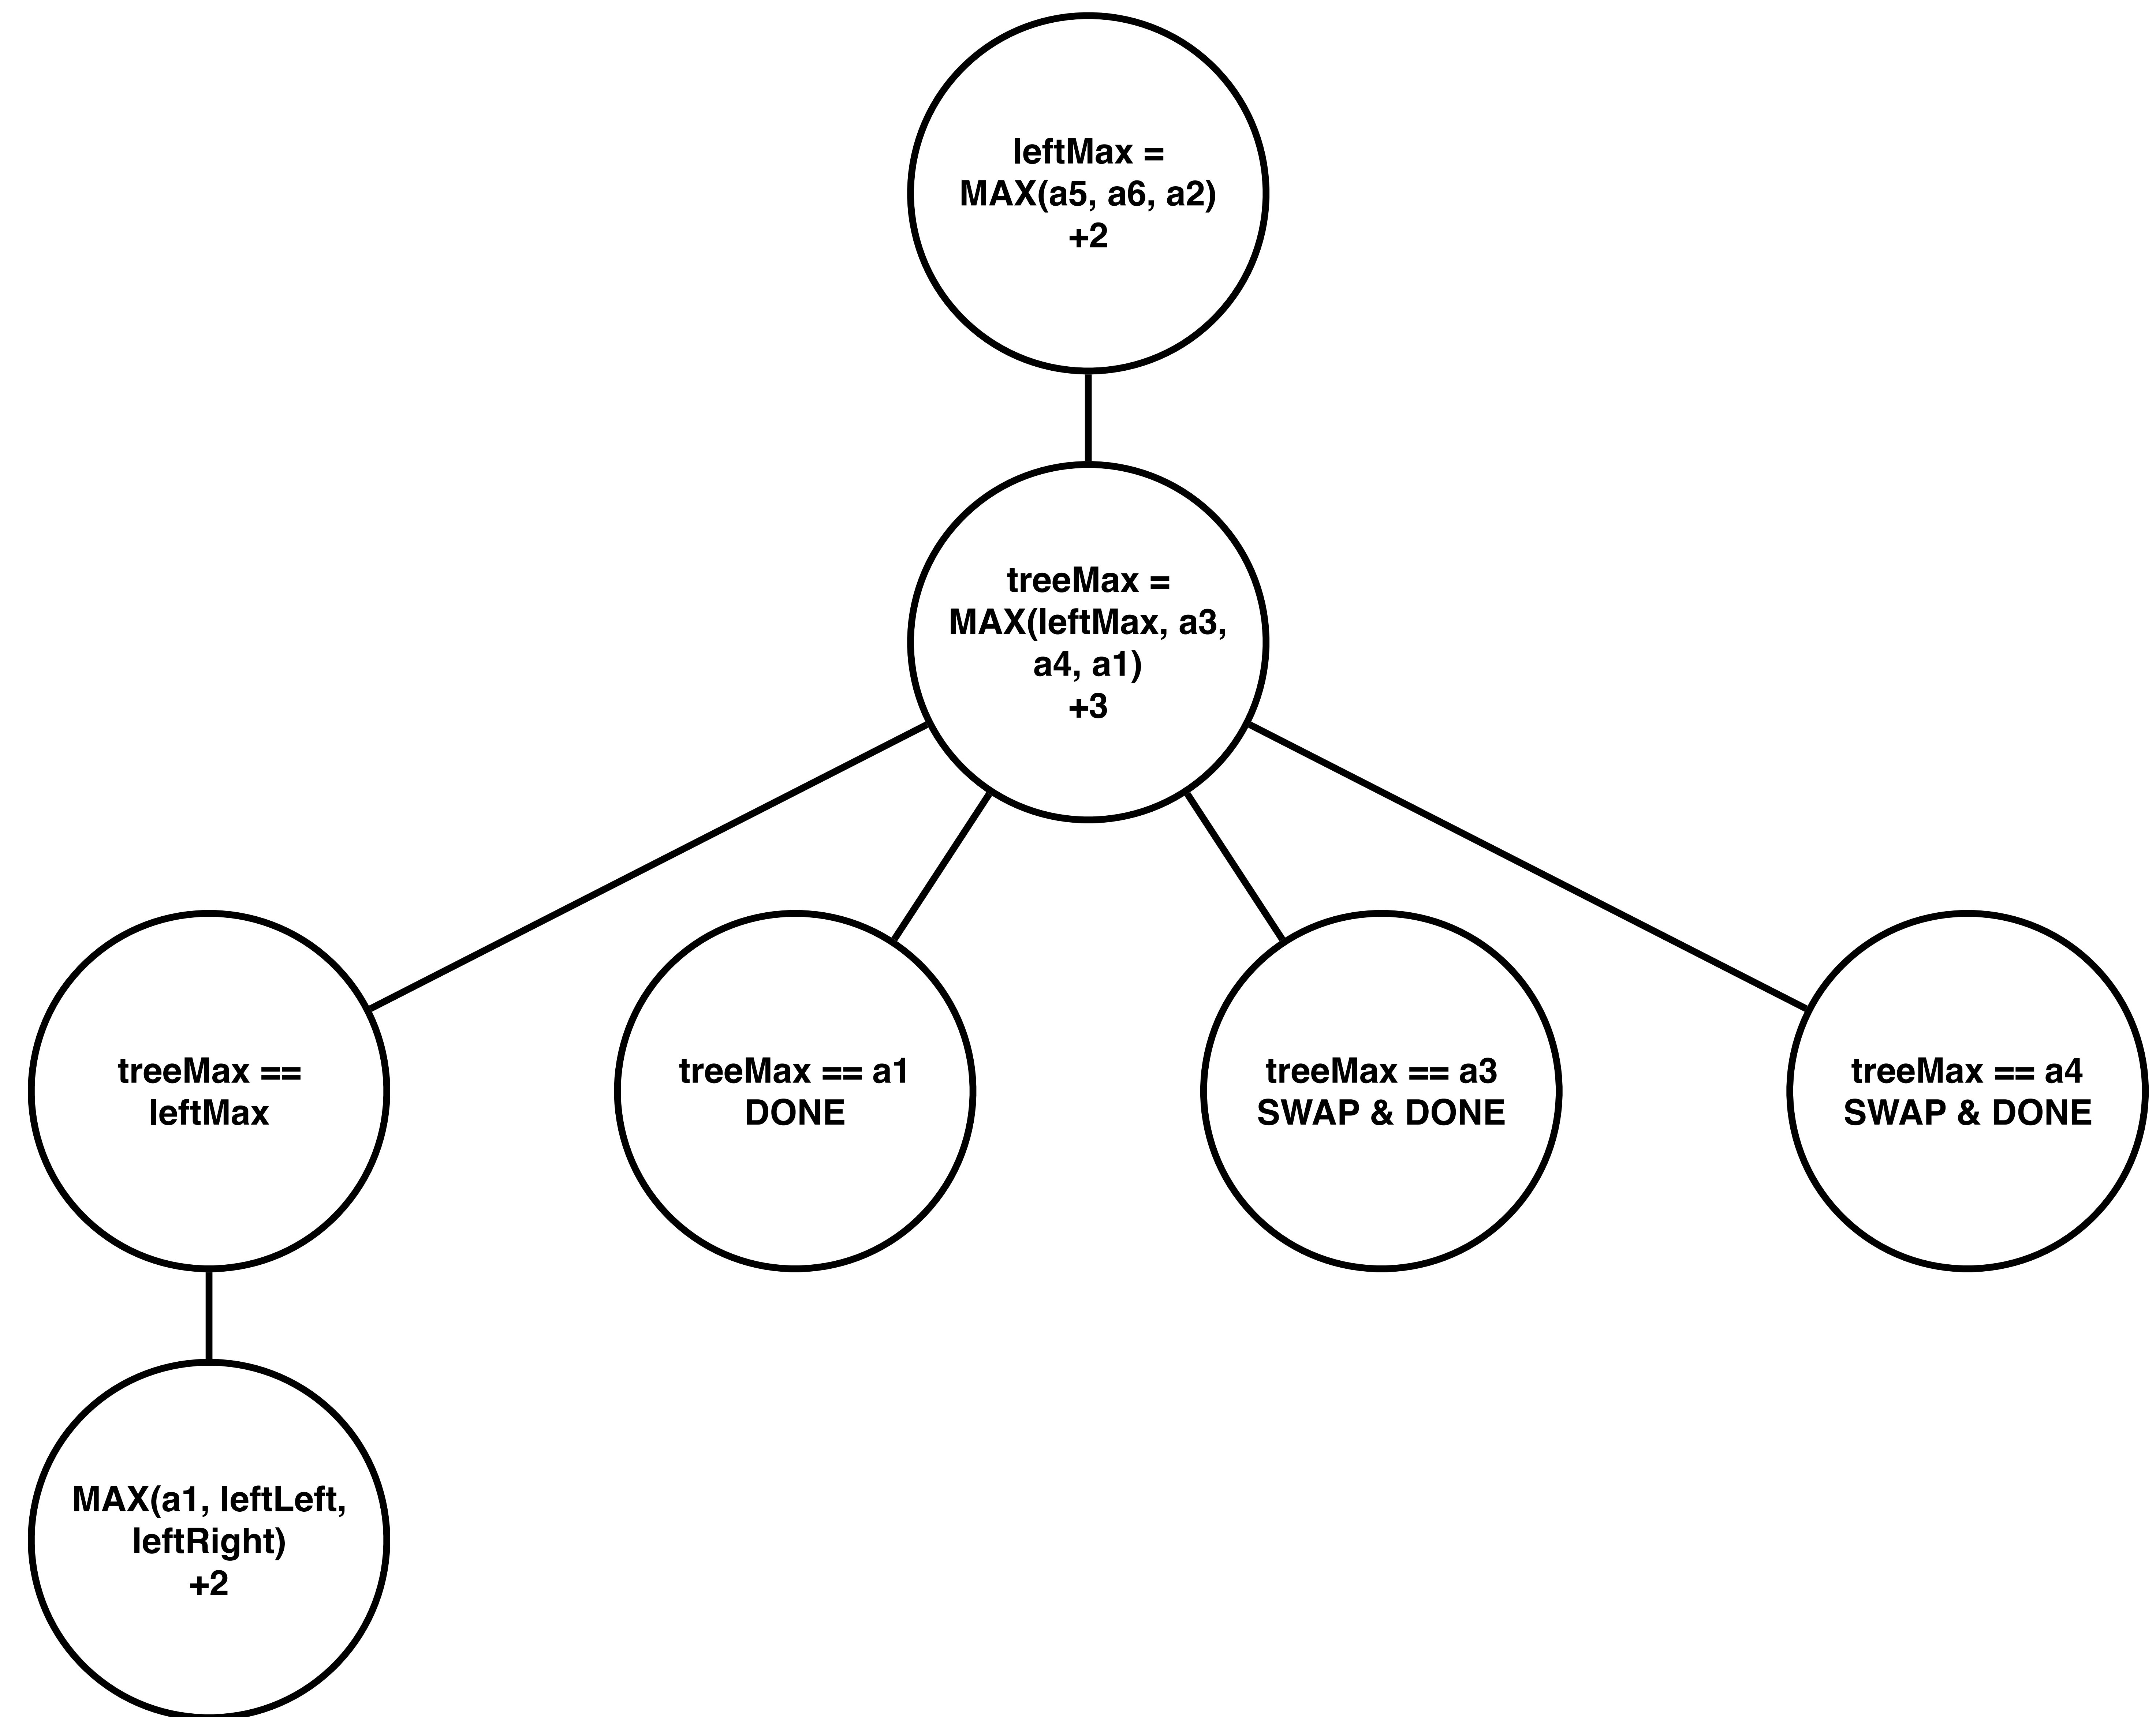 leftMax =
MAX(a5, a6, a2)
+2
treeMax =
MAX(leftMax, a3,
a4, a1)
+3
treeMax ==
leftMax
treeMax == a1
DONE
treeMax == a3
SWAP & DONE
treeMax == a4
SWAP & DONE
MAX(a1, leftLeft,
leftRight)
+2